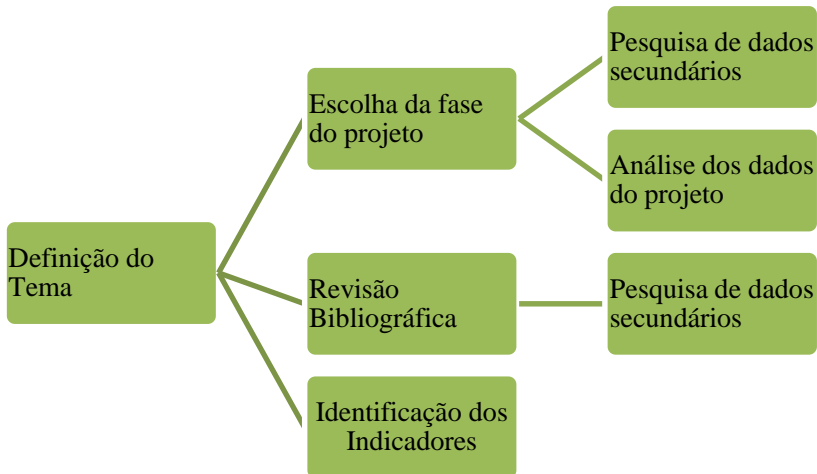 Definição do
Tema
Escolha da fase
do projeto
Pesquisa de dados
secundários
Análise dos dados
do projeto
Revisão
Bibliográfica
Pesquisa de dados
secundários
Identificação dos
Indicadores